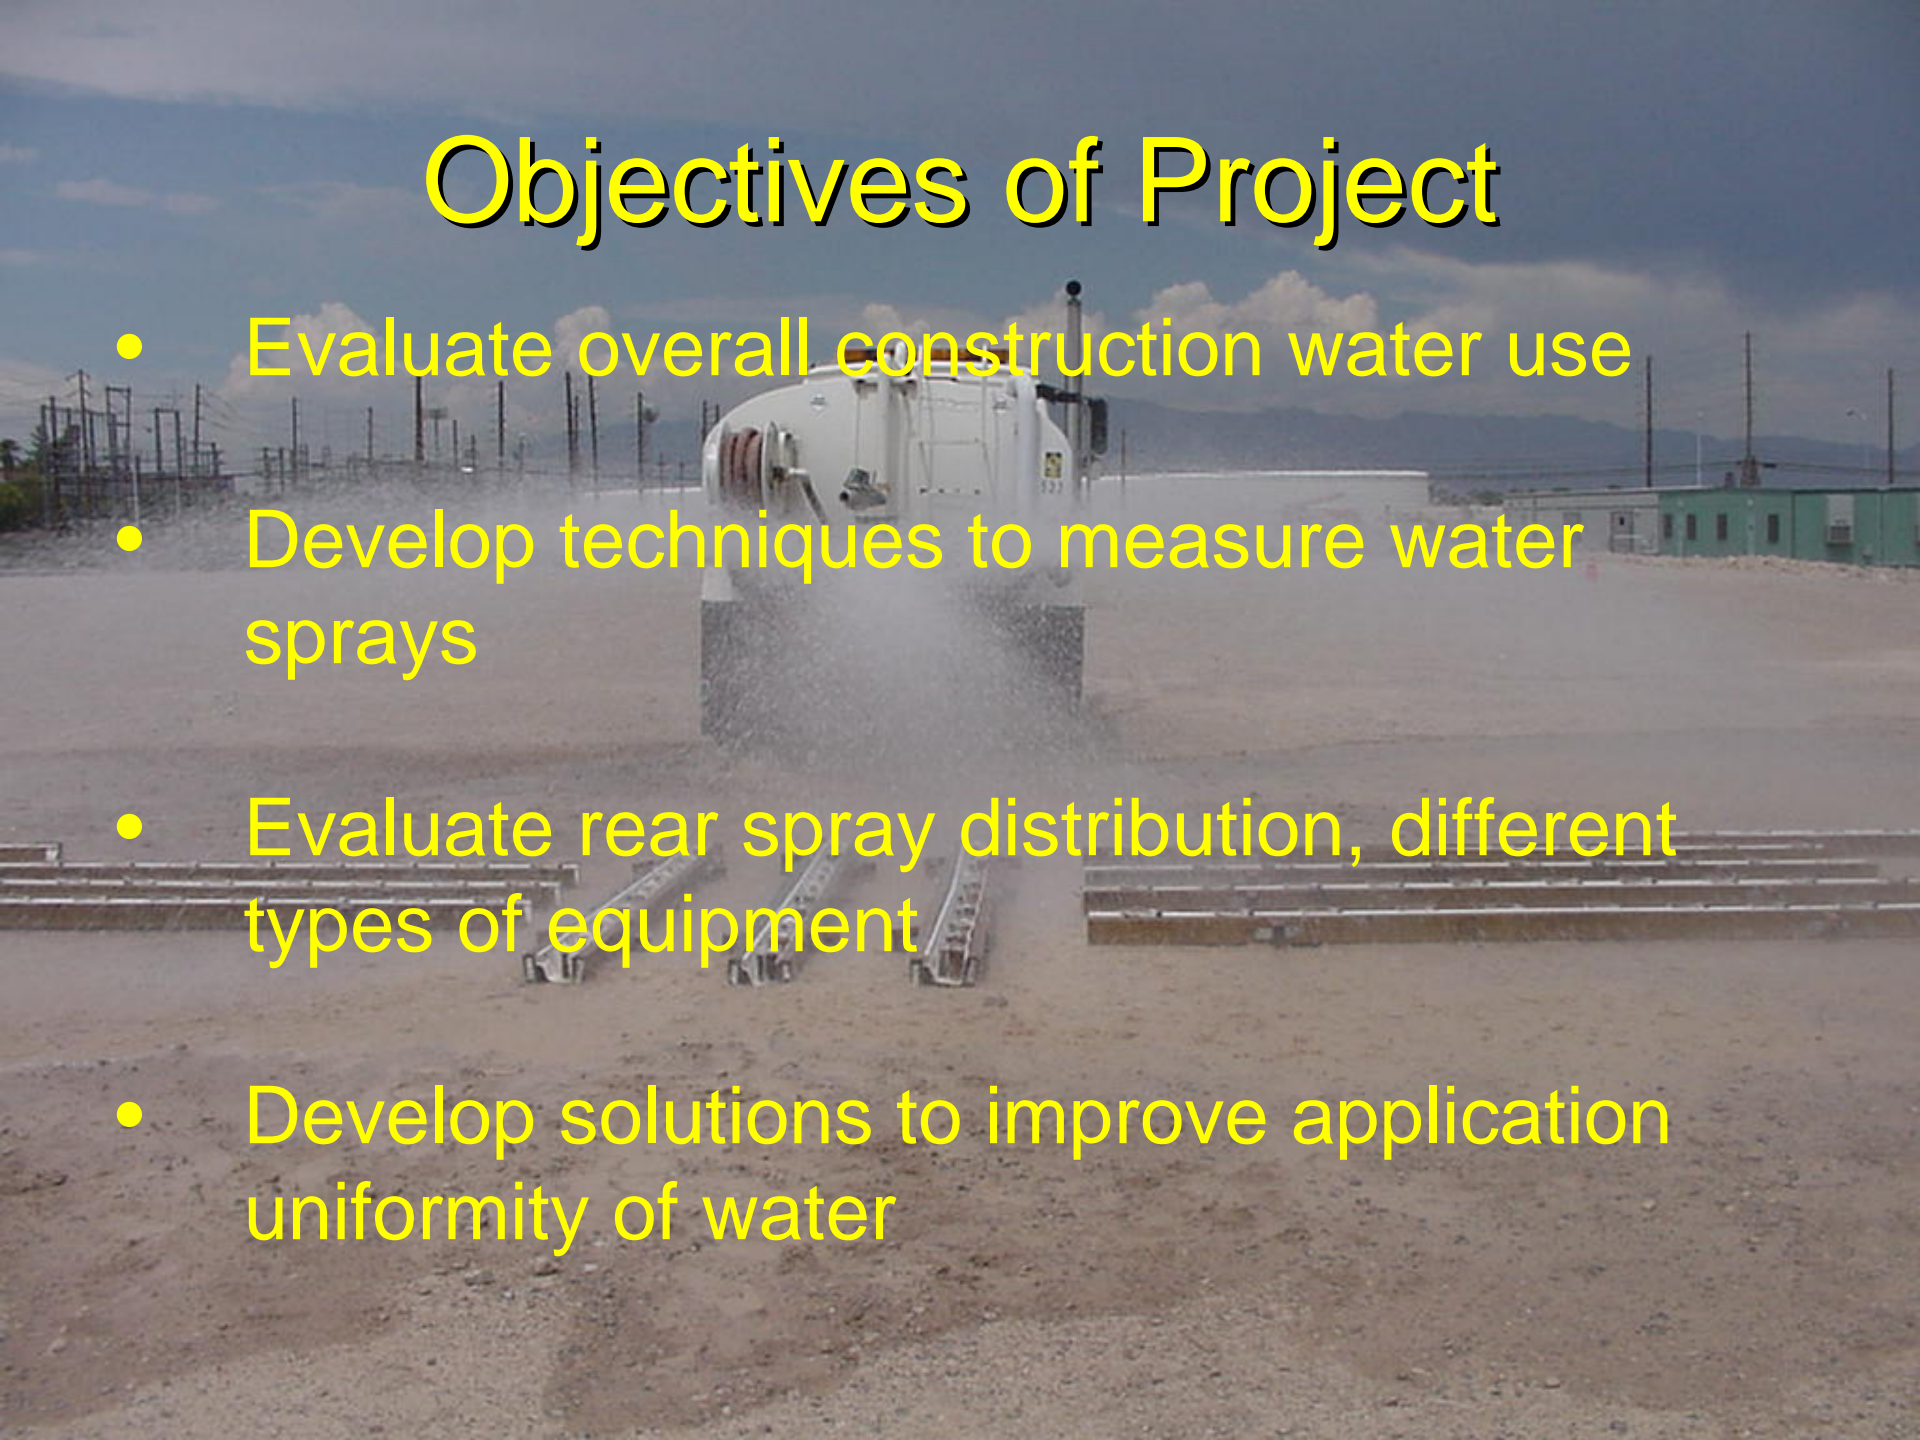 Objectives of Project
• Evaluate overall construction water use
• Develop techniques to measure water
sprays
• Evaluate rear spray distribution, different
types of equipment
• Develop solutions to improve application
uniformity of water